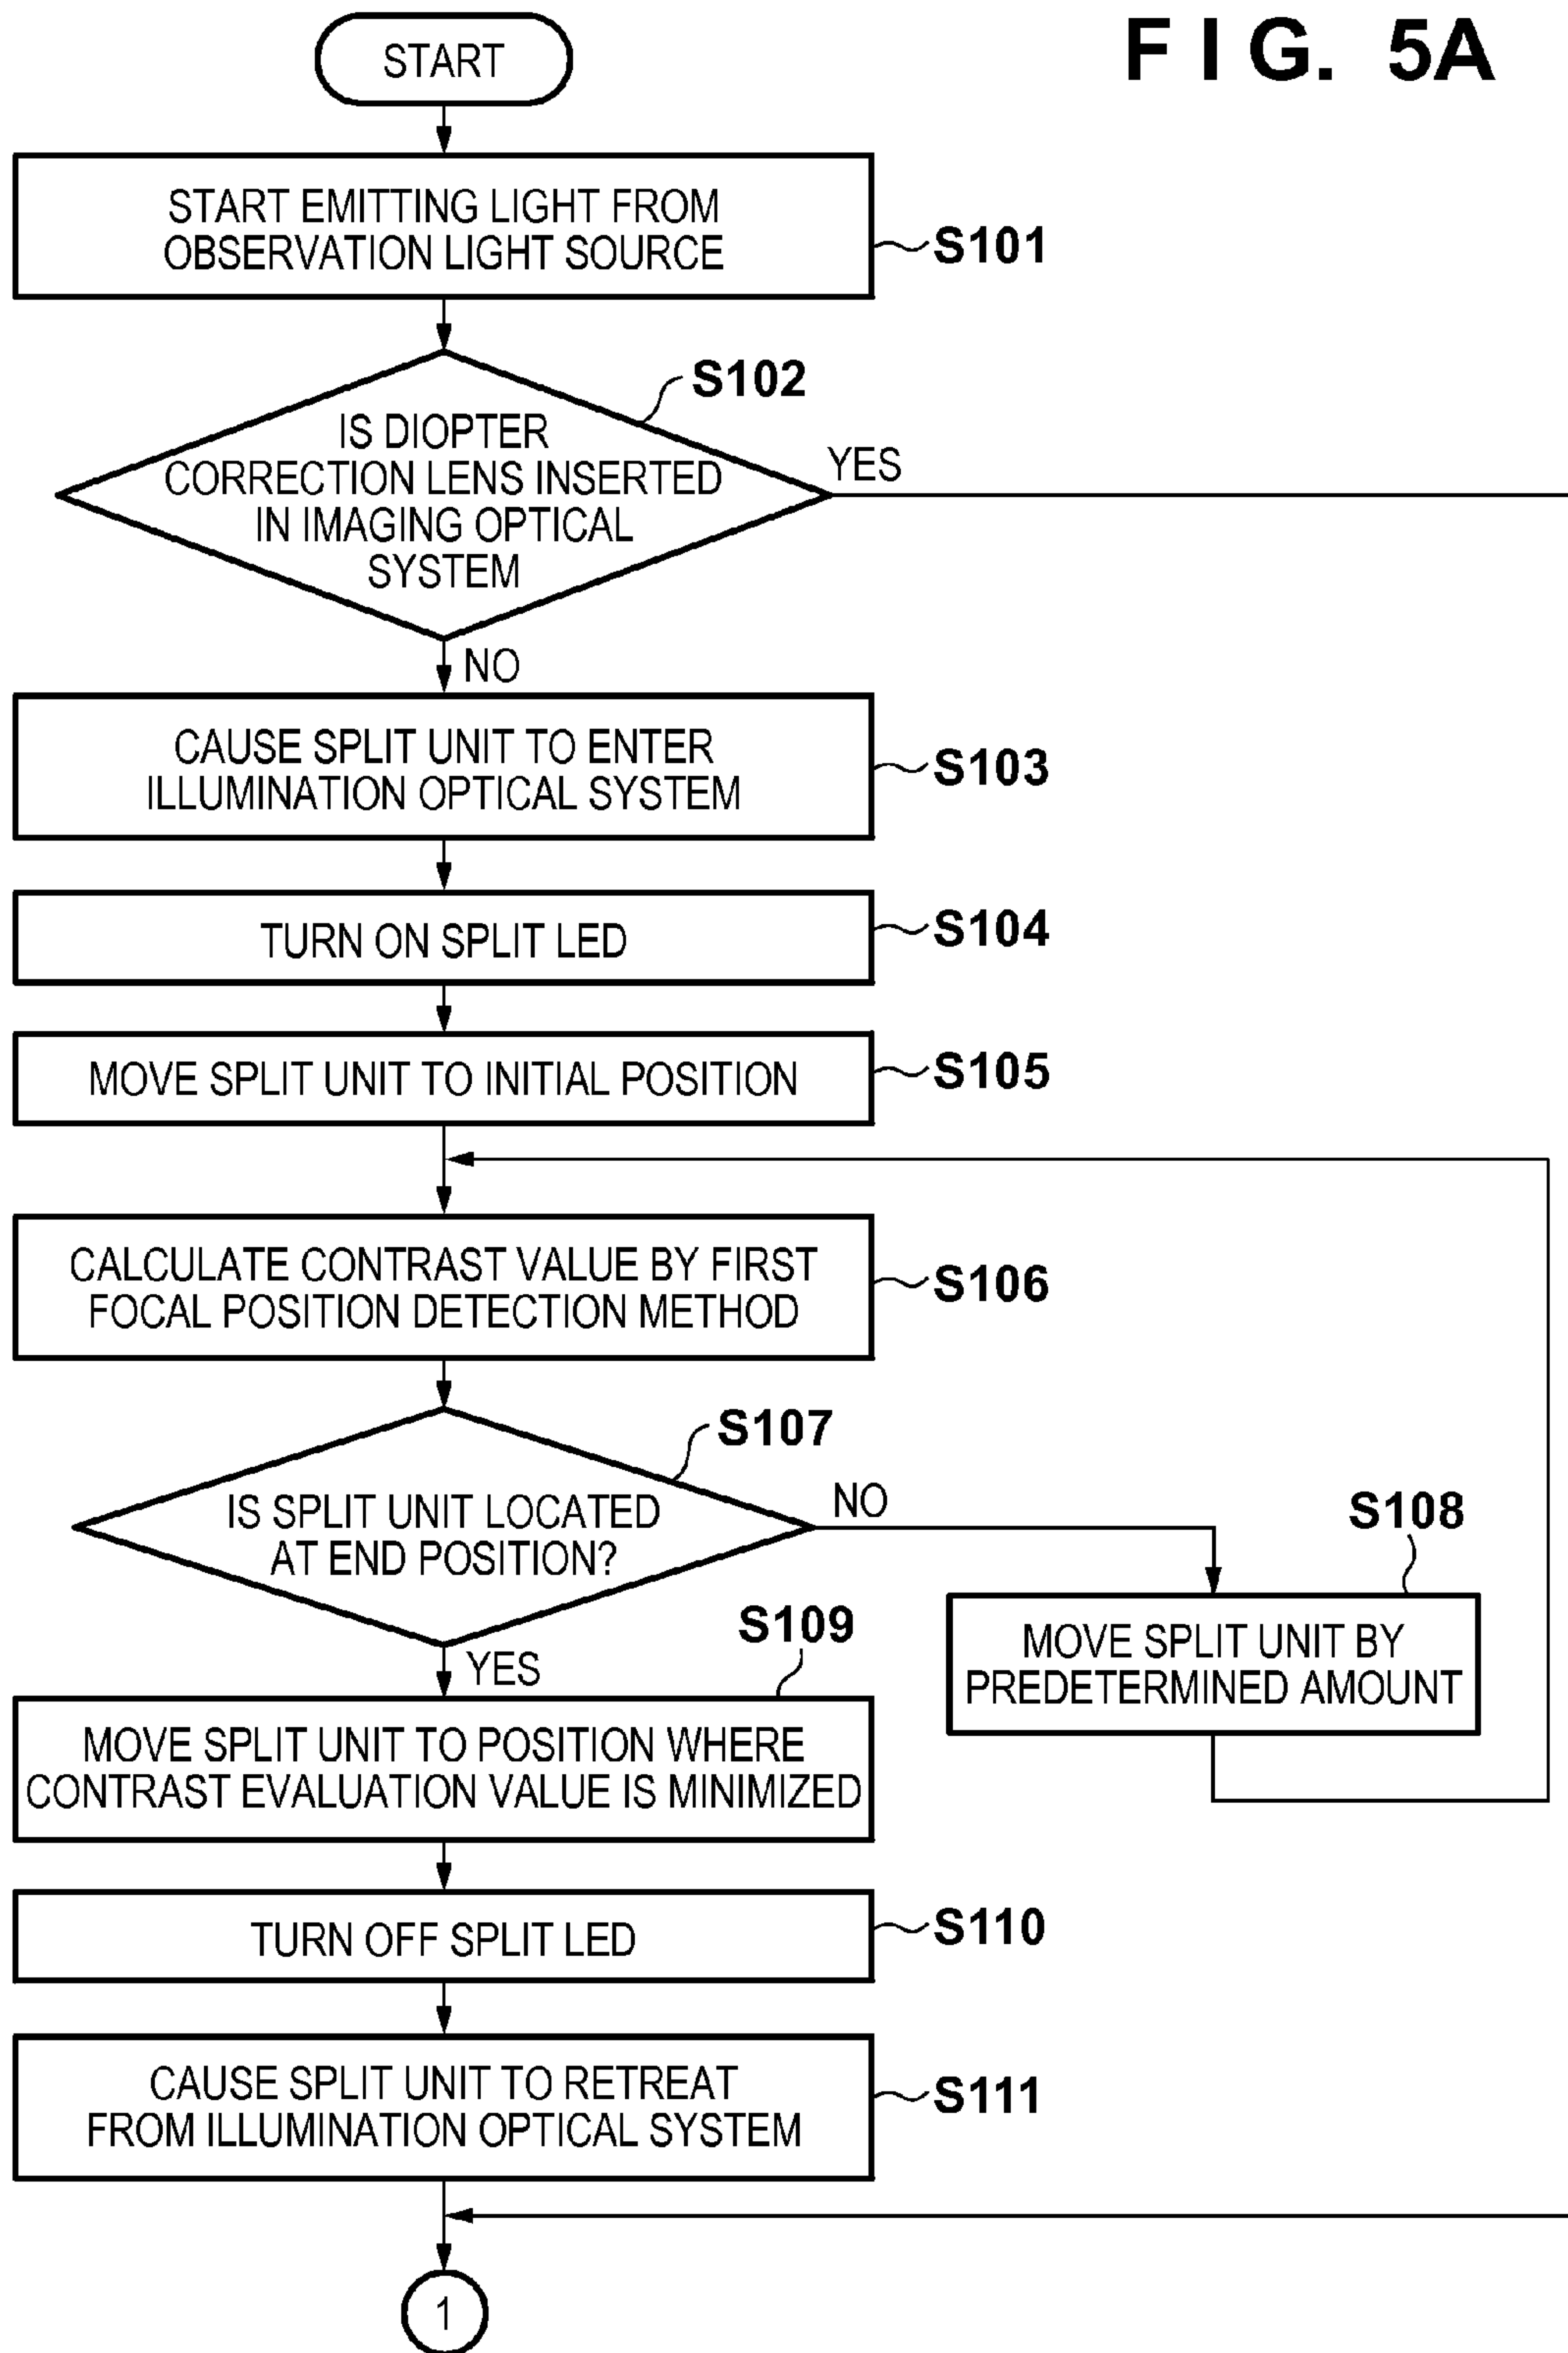 F I G. 5A
START
START EMITTING LIGHT FROM
OBSERVATION LIGHT SOURCE
S101
S102
IS DIOPTER
CORRECTION LENS INSERTED
IN IMAGING OPTICAL
SYSTEM
YES
NO
CAUSE SPLIT UNIT TO ENTER
ILLUMINATION OPTICAL SYSTEM
S103
TURN ON SPLIT LED
S104
MOVE SPLIT UNIT TO INITIAL POSITION
S105
CALCULATE CONTRAST VALUE BY FIRST
FOCAL POSITION DETECTION METHOD
S106
S107
IS SPLIT UNIT LOCATED
AT END POSITION?
NO
S108
MOVE SPLIT UNIT BY
PREDETERMINED AMOUNT
YES
S109
MOVE SPLIT UNIT TO POSITION WHERE
CONTRAST EVALUATION VALUE IS MINIMIZED
TURN OFF SPLIT LED
S110
CAUSE SPLIT UNIT TO RETREAT
FROM ILLUMINATION OPTICAL SYSTEM
S111
1